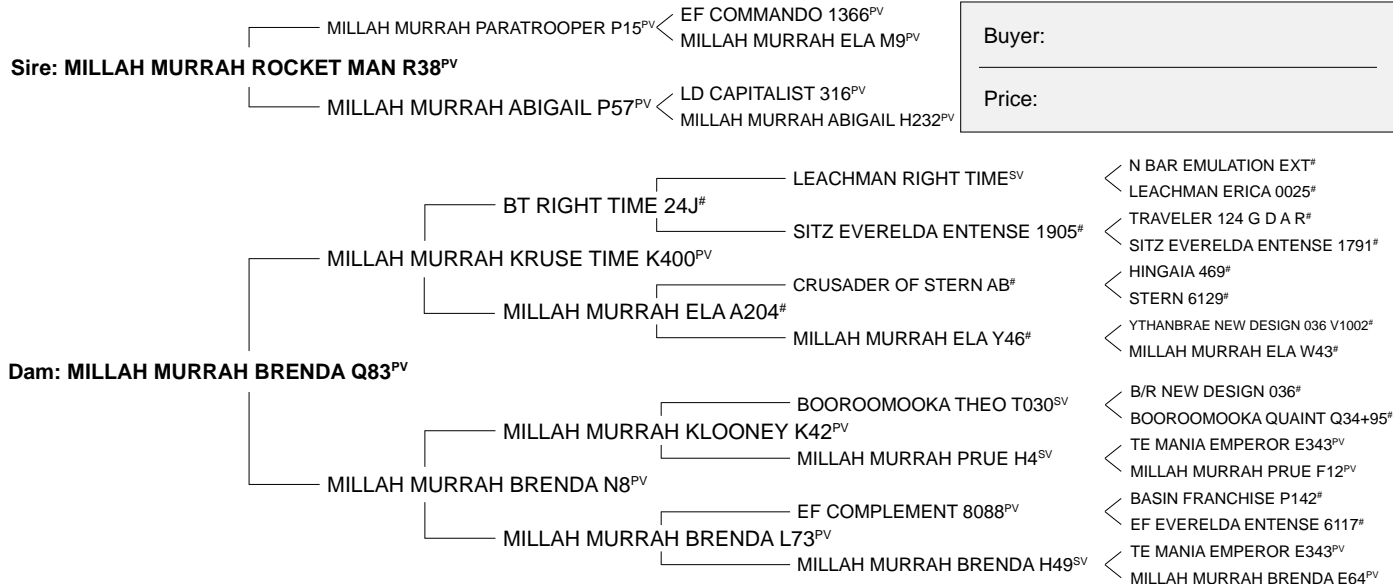 EF COMMANDO 1366PV
MILLAH MURRAH PARATROOPER P15PV
MILLAH MURRAH ELA M9PV
Sire: MILLAH MURRAH ROCKET MAN R38PV
LD CAPITALIST 316PV
MILLAH MURRAH ABIGAIL P57PV
MILLAH MURRAH ABIGAIL H232PV
Buyer:
Price:
N BAR EMULATION EXT#
LEACHMAN RIGHT TIMESV
LEACHMAN ERICA 0025#
BT RIGHT TIME 24J#
TRAVELER 124 G D A R#
SITZ EVERELDA ENTENSE 1905#
SITZ EVERELDA ENTENSE 1791#
MILLAH MURRAH KRUSE TIME K400PV
HINGAIA 469#
CRUSADER OF STERN AB#
STERN 6129#
MILLAH MURRAH ELA A204#
YTHANBRAE NEW DESIGN 036 V1002#
MILLAH MURRAH ELA Y46#
MILLAH MURRAH ELA W43#
Dam: MILLAH MURRAH BRENDA Q83PV
B/R NEW DESIGN 036#
BOOROOMOOKA THEO T030SV
BOOROOMOOKA QUAINT Q34+95#
MILLAH MURRAH KLOONEY K42PV
TE MANIA EMPEROR E343PV
MILLAH MURRAH PRUE H4SV
MILLAH MURRAH PRUE F12PV
MILLAH MURRAH BRENDA N8PV
BASIN FRANCHISE P142#
EF COMPLEMENT 8088PV
EF EVERELDA ENTENSE 6117#
MILLAH MURRAH BRENDA L73PV
TE MANIA EMPEROR E343PV
MILLAH MURRAH BRENDA H49SV
MILLAH MURRAH BRENDA E64PV